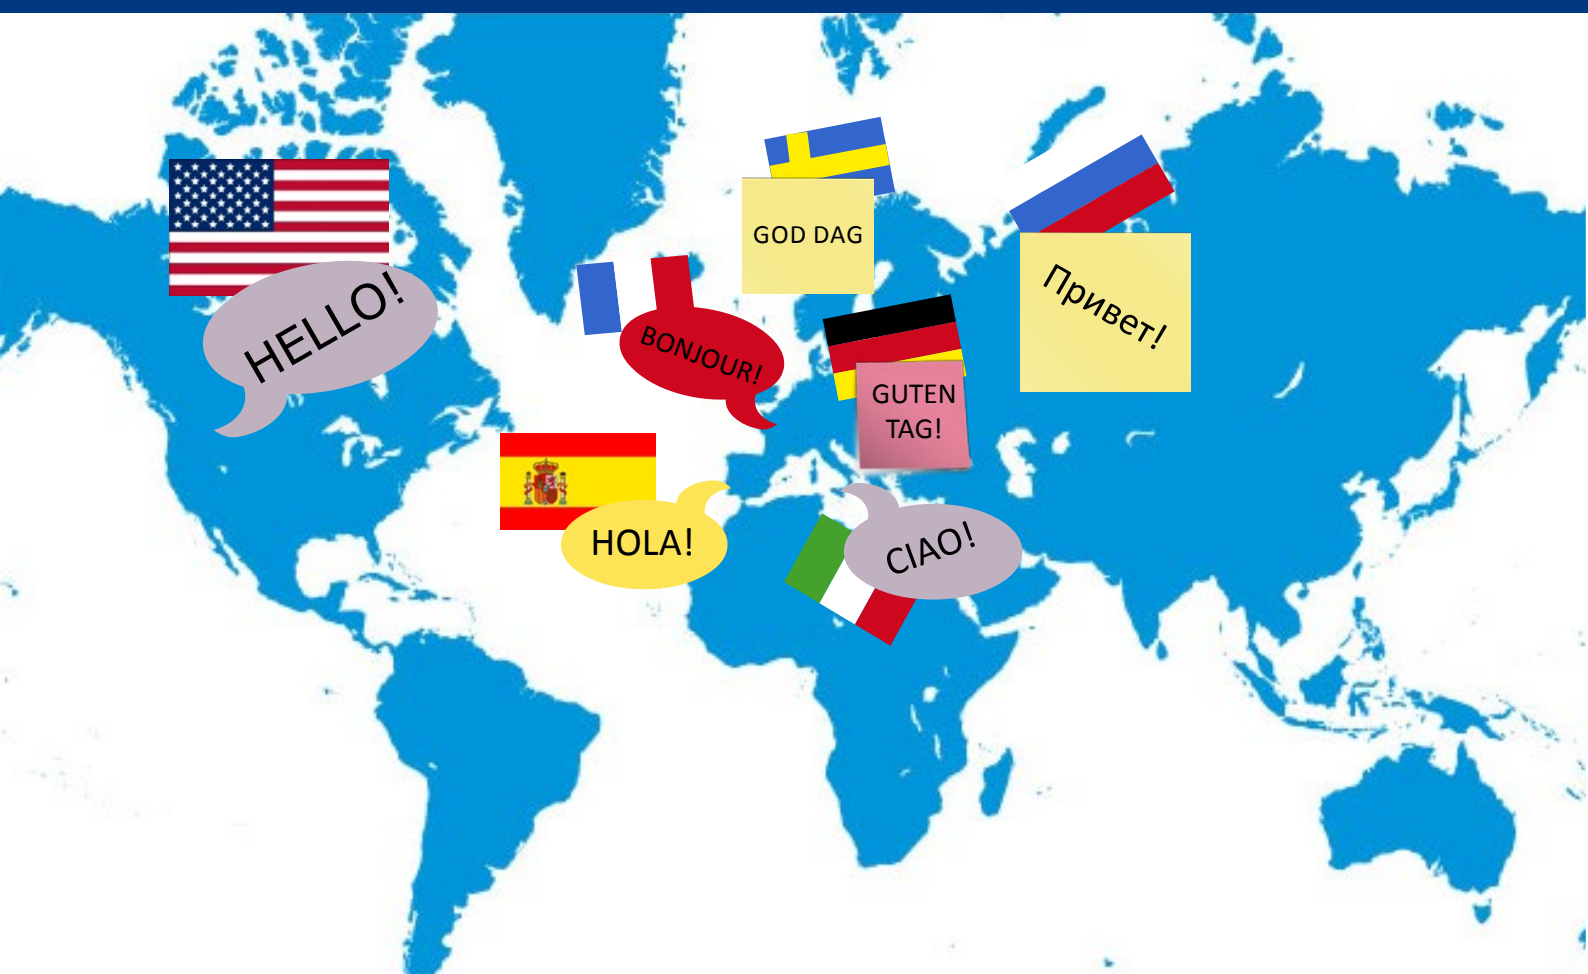 HELLO!
GOD DAG
Привет!
BONJOUR!
GUTEN
TAG!
HOLA!
CIAO!